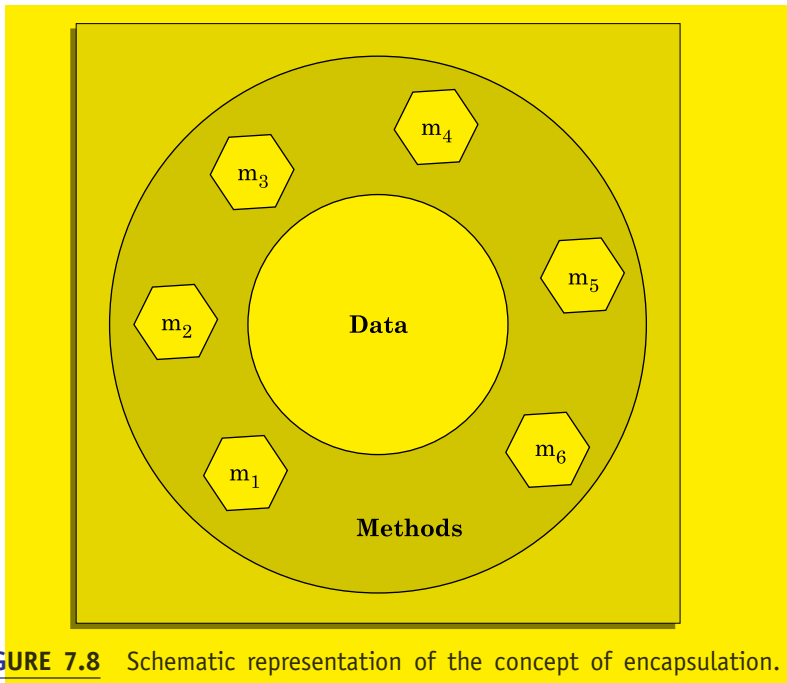 m4
m3
m5
m2
Data
m6
m1
Methods
GURE 7.8 Schematic representation of the concept of encapsulation.